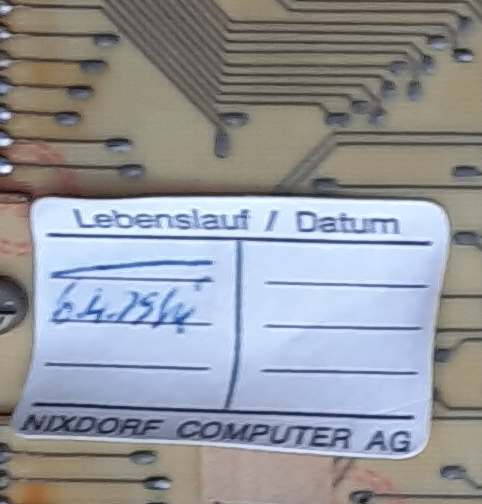 Lebenslauf / Datum
NIXDORF COMPUTER AG